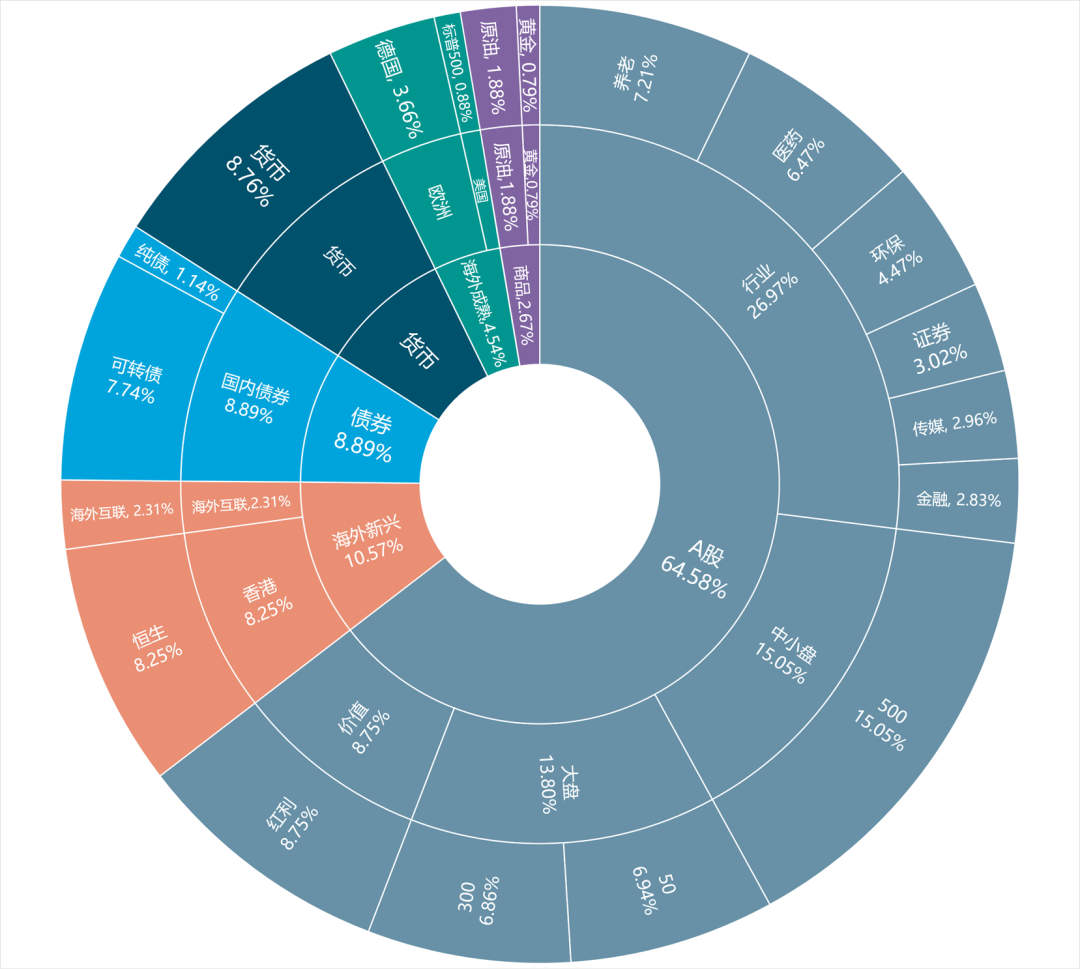 A股
64.58%
行业
26.97%
养老
7.21%
医药
6.47%
环保
4.47%
证券
3.02%
传媒, 2.96%
金融, 2.83%
中小盘
15.05%
500
15.05%
大盘
13.80%
50
6.94%
300
6.86%
价值
8.75%
红利
8.75%
海外新兴
10.57%
香港
8.25%
恒生
8.25%
海外互联,2.31%
海外互联, 2.31%
债券
8.89%
国内债券
8.89%
可转债
7.74%
纯债, 1.14%
货币
货币
货币
8.76%
海外成熟,4.54%
欧洲
德国, 3.66%
美国
标普500, 0.88%
商品,2.67%
原油,1.88%
原油, 1.88%
黄金,0.79%
黄金, 0.79%